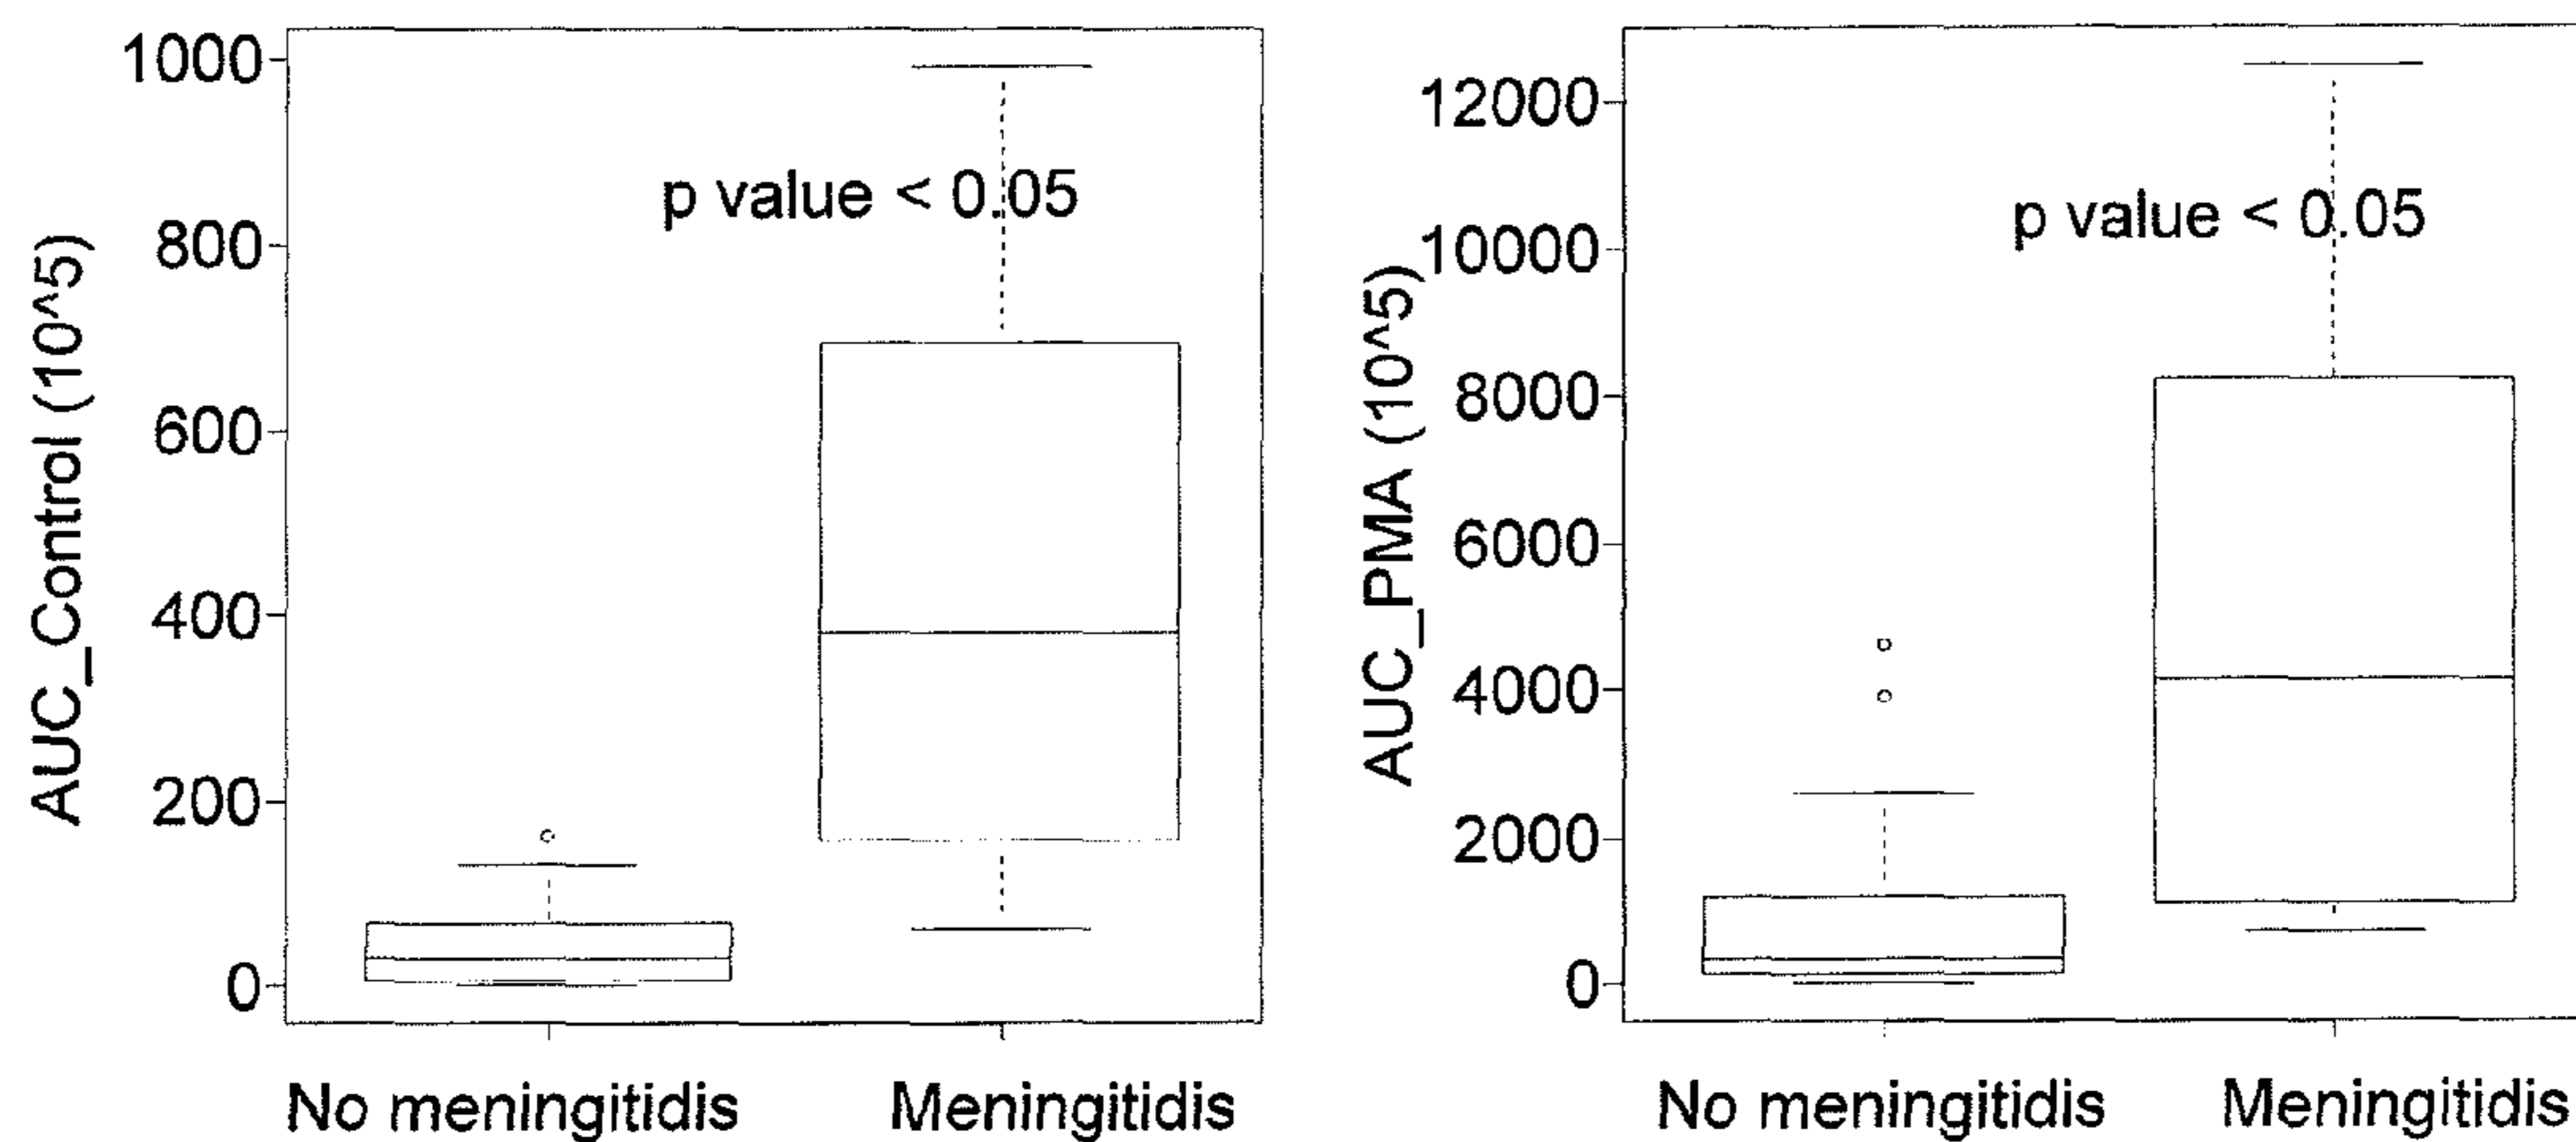 AUC_Control (10^5)
1000
800
600
400
200
0
p value < 0.05
No meningitidis
Meningitidis
AUC_PMA (10^5)
12000
10000
8000
6000
4000
2000
0
p value < 0.05
No meningitidis
Meningitidis